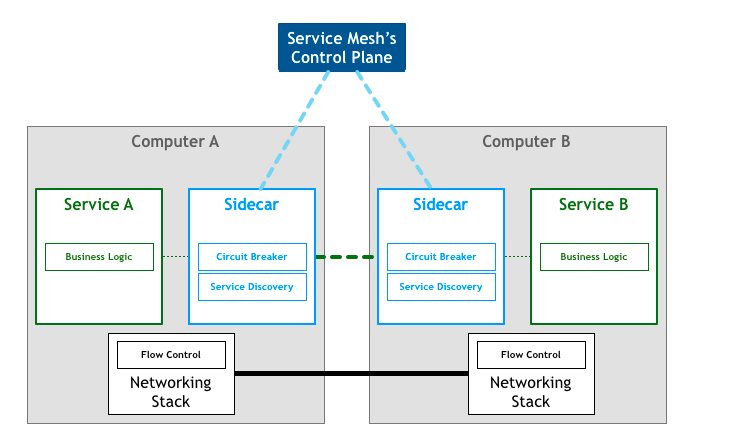 Service Mesh's
Control Plane
Computer A
Computer B
Service A
Sidecar
Sidecar
Service B
Business Logic
Circuit Breaker
Circuit Breaker
Business Logic
Service Discovery
Service Discovery
Flow Control
Flow Control
Networking
Stack
Networking
Stack